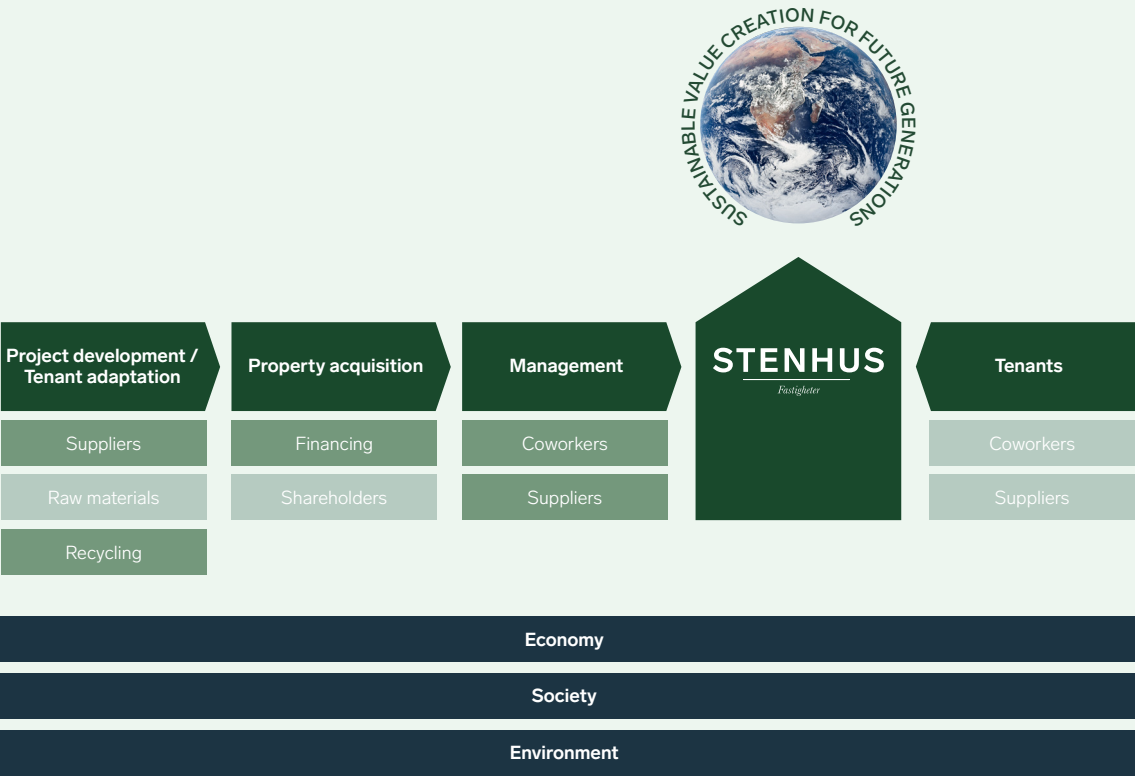 SUSTAINABLE VALUE CREATION FOR FUTURE GENERATIONS
Project development /
Tenant adaptation
Property acquisition
Management
STENHUS
Fastigheter
Tenants
Suppliers
Financing
Coworkers
Coworkers
Raw materials
Shareholders
Suppliers
Suppliers
Recycling
Economy
Society
Environment